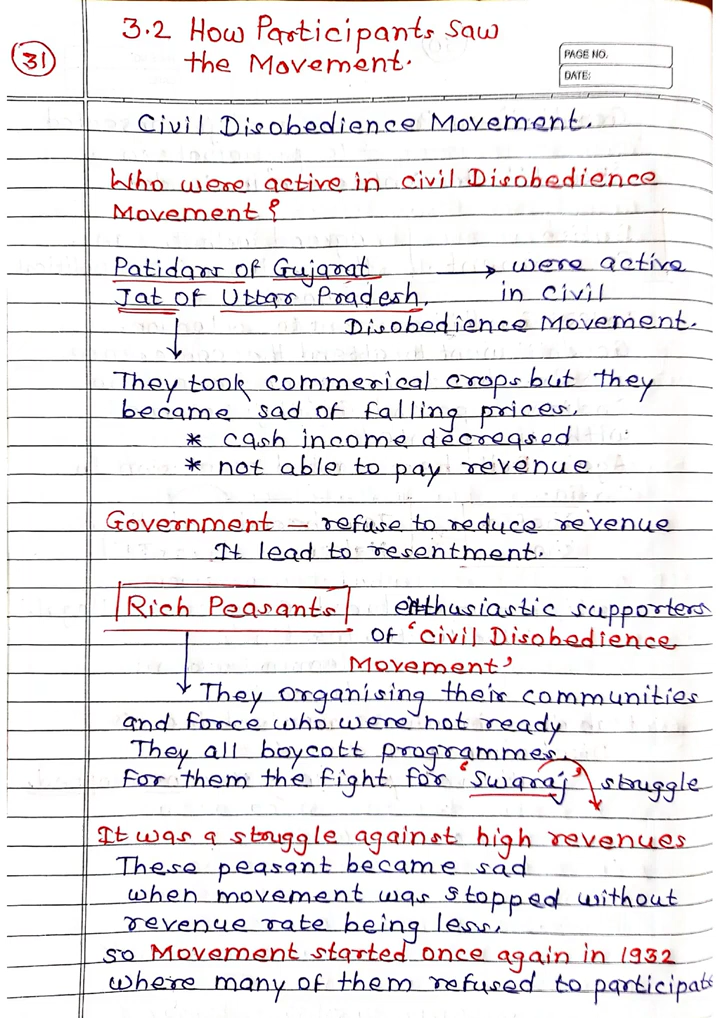 3.2 How Participants Saw
the Movement.
31
PAGE NO.
DATE:
Civil Disobedience Movement.
Who were active in civil Disobedience
Movement?
Patidars of Gujarat → were active
Jat of Uttar Pradesh. in civil
Disobedience Movement.
They took commerical crops but they
became sad of falling prices.
* cash income decreased
* not able to pay revenue
Government – refuse to reduce revenue
It lead to resentment.
Rich Peasants enthusiastic supporters
of 'civil Disobedience
Movement'
They organising their communities
and force who were not ready
They all boycott programmes.
For them the fight for 'Swaraj' struggle
It was a struggle against high revenues
These peasant became sad
when movement was stopped without
revenue rate being less.
so Movement started once again in 1932
where many of them refused to participate